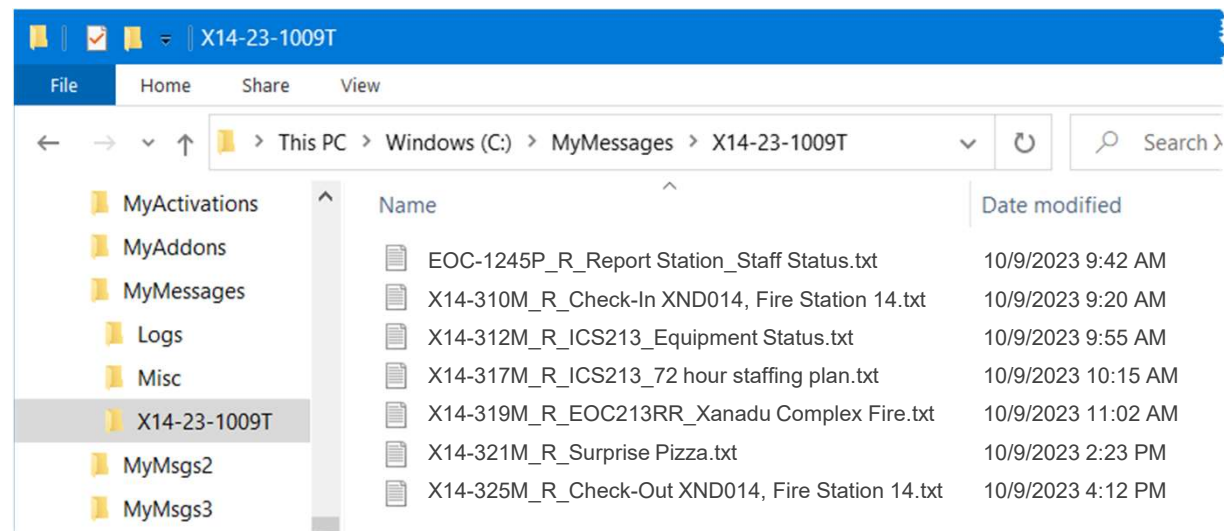 X14-23-1009T
File Home Share View
This PC > Windows (C:) > MyMessages > X14-23-1009T
Search
MyActivations
MyAddons
MyMessages
Logs
Misc
X14-23-1009T
MyMsgs2
MyMsgs3
Name Date modified
EOC-1245P_R_Report Station_Staff Status.txt 10/9/2023 9:42 AM
X14-310M_R_Check-In XND014, Fire Station 14.txt 10/9/2023 9:20 AM
X14-312M_R_ICS213_Equipment Status.txt 10/9/2023 9:55 AM
X14-317M_R_ICS213_72 hour staffing plan.txt 10/9/2023 10:15 AM
X14-319M_R_EOC213RR_Xanadu Complex Fire.txt 10/9/2023 11:02 AM
X14-321M_R_Surprise Pizza.txt 10/9/2023 2:23 PM
X14-325M_R_Check-Out XND014, Fire Station 14.txt 10/9/2023 4:12 PM